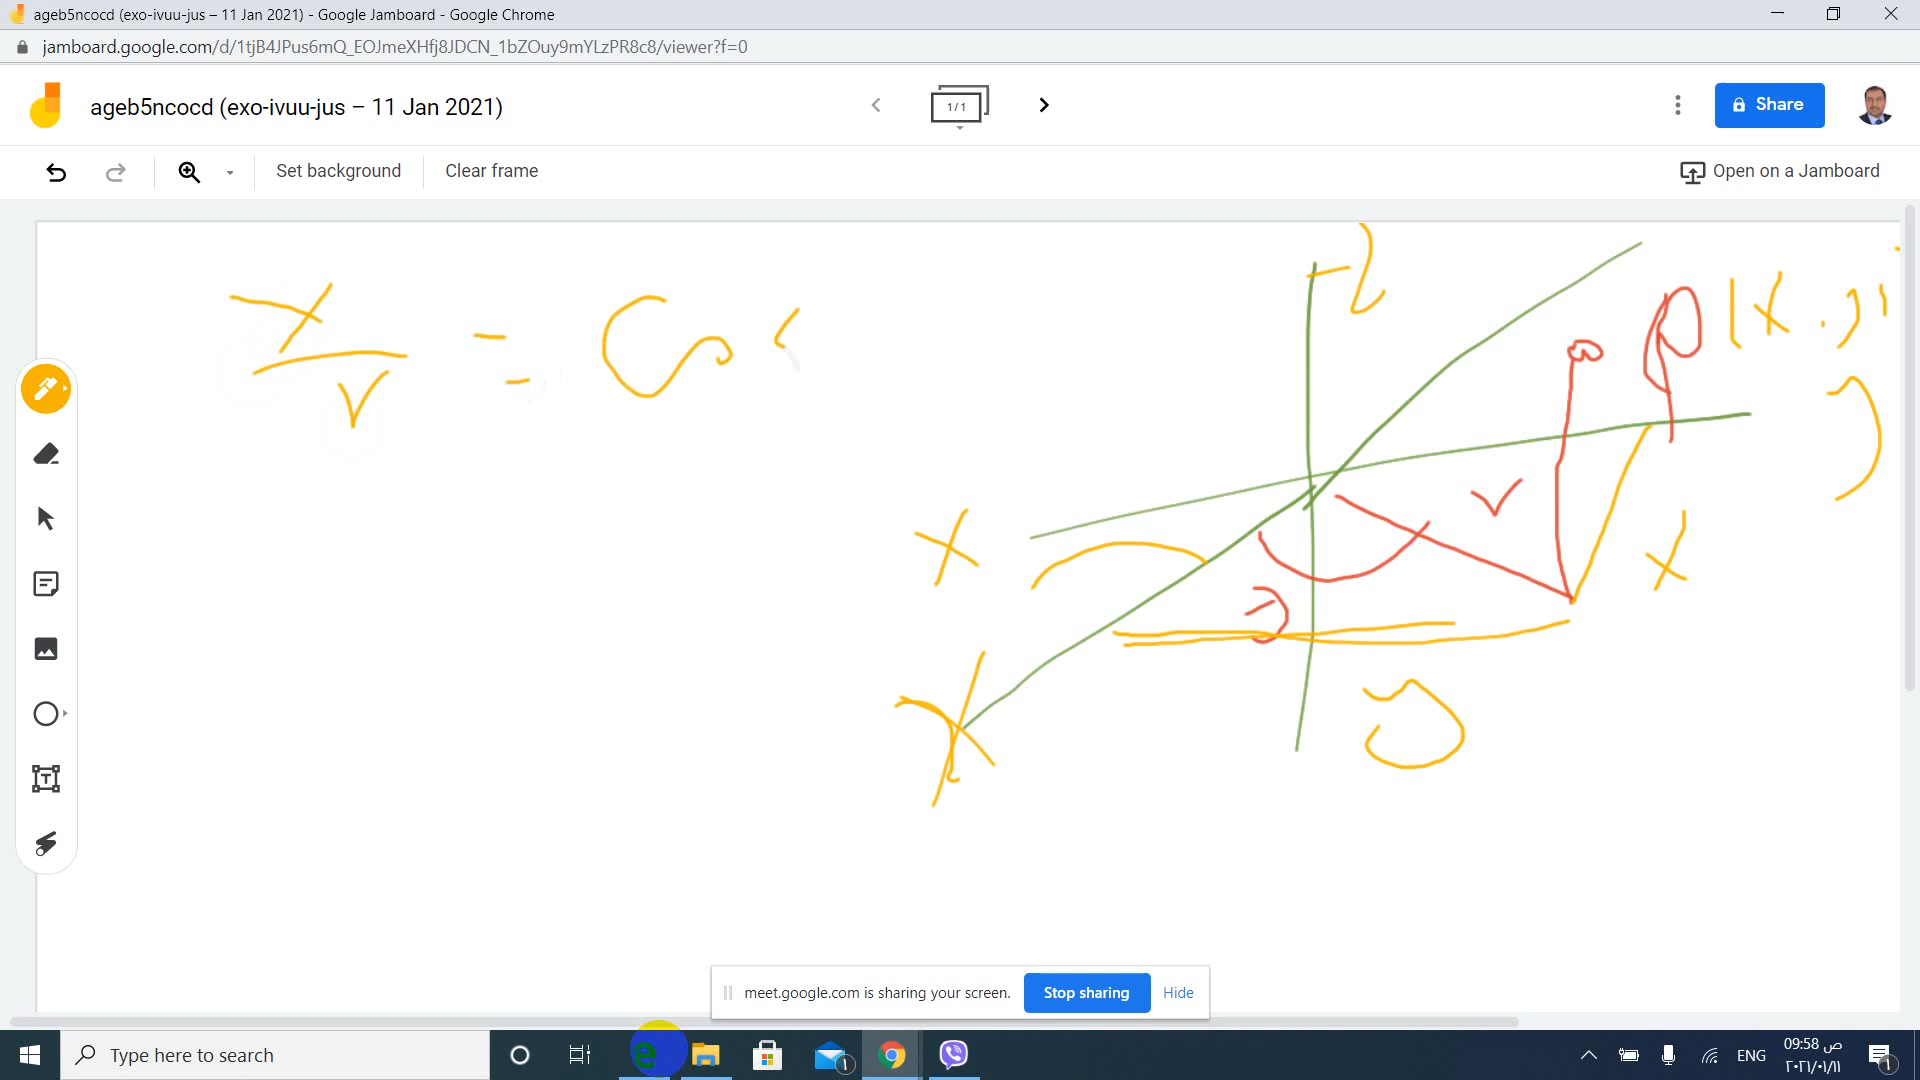 ageb5ncocd (exo-ivuu-jus – 11 Jan 2021) - Google Jamboard - Google Chrome
jamboard.google.com/d/1tjB4JPus6mQ_EOJmeXHfj8JDCN_1bZOuy9mYLzPR8c8/viewer?f=0
ageb5ncocd (exo-ivuu-jus – 11 Jan 2021)
1/1
Share
Set background
Clear frame
Open on a Jamboard
x
r
= Cos
z
(x, y,
r
x
x
y
x
meet.google.com is sharing your screen.
Stop sharing
Hide
Type here to search
ENG
09:58 ص
٢٠٢١/٠١/١١